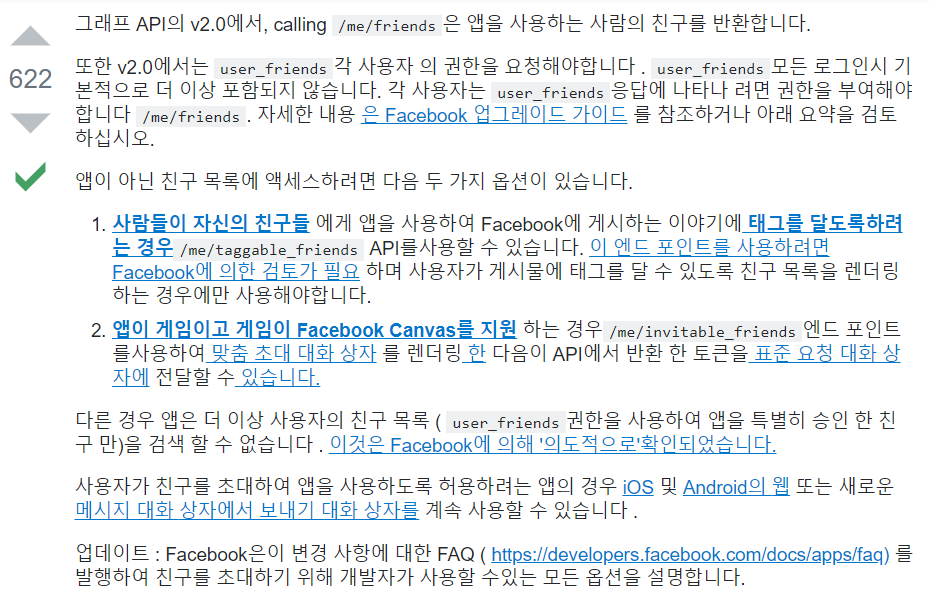 그래프 API의 v2.0에서, calling /me/friends 은 앱을 사용하는 사람의 친구를 반환합니다.
622
또한 v2.0에서는 user_friends 각 사용자 의 권한을 요청해야합니다 . user_friends 모든 로그인시 기
본적으로 더 이상 포함되지 않습니다. 각 사용자는 user_friends 응답에 나타나 려면 권한을 부여해야
합니다 /me/friends . 자세한 내용 은 Facebook 업그레이드 가이드 를 참조하거나 아래 요약을 검토
하십시오.
앱이 아닌 친구 목록에 액세스하려면 다음 두 가지 옵션이 있습니다.
1. 사람들이 자신의 친구들 에게 앱을 사용하여 Facebook에 게시하는 이야기에 태그를 달도록하려
는 경우 /me/taggable_friends API를사용할 수 있습니다. 이 엔드 포인트를 사용하려면
Facebook에 의한 검토가 필요 하며 사용자가 게시물에 태그를 달 수 있도록 친구 목록을 렌더링
하는 경우에만 사용해야합니다.
2. 앱이 게임이고 게임이 Facebook Canvas를 지원 하는 경우 /me/invitable_friends 엔드 포인트
를사용하여 맞춤 초대 대화 상자 를 렌더링 한 다음이 API에서 반환 한 토큰을 표준 요청 대화 상
자에 전달할 수 있습니다.
다른 경우 앱은 더 이상 사용자의 친구 목록 ( user_friends 권한을 사용하여 앱을 특별히 승인 한 친
구 만)을 검색 할 수 없습니다 . 이것은 Facebook에 의해 '의도적으로'확인되었습니다.
사용자가 친구를 초대하여 앱을 사용하도록 허용하려는 앱의 경우 iOS 및 Android의 웹 또는 새로운
메시지 대화 상자에서 보내기 대화 상자를 계속 사용할 수 있습니다 .
업데이트 : Facebook은이 변경 사항에 대한 FAQ ( https://developers.facebook.com/docs/apps/faq) 를
발행하여 친구를 초대하기 위해 개발자가 사용할 수있는 모든 옵션을 설명합니다.